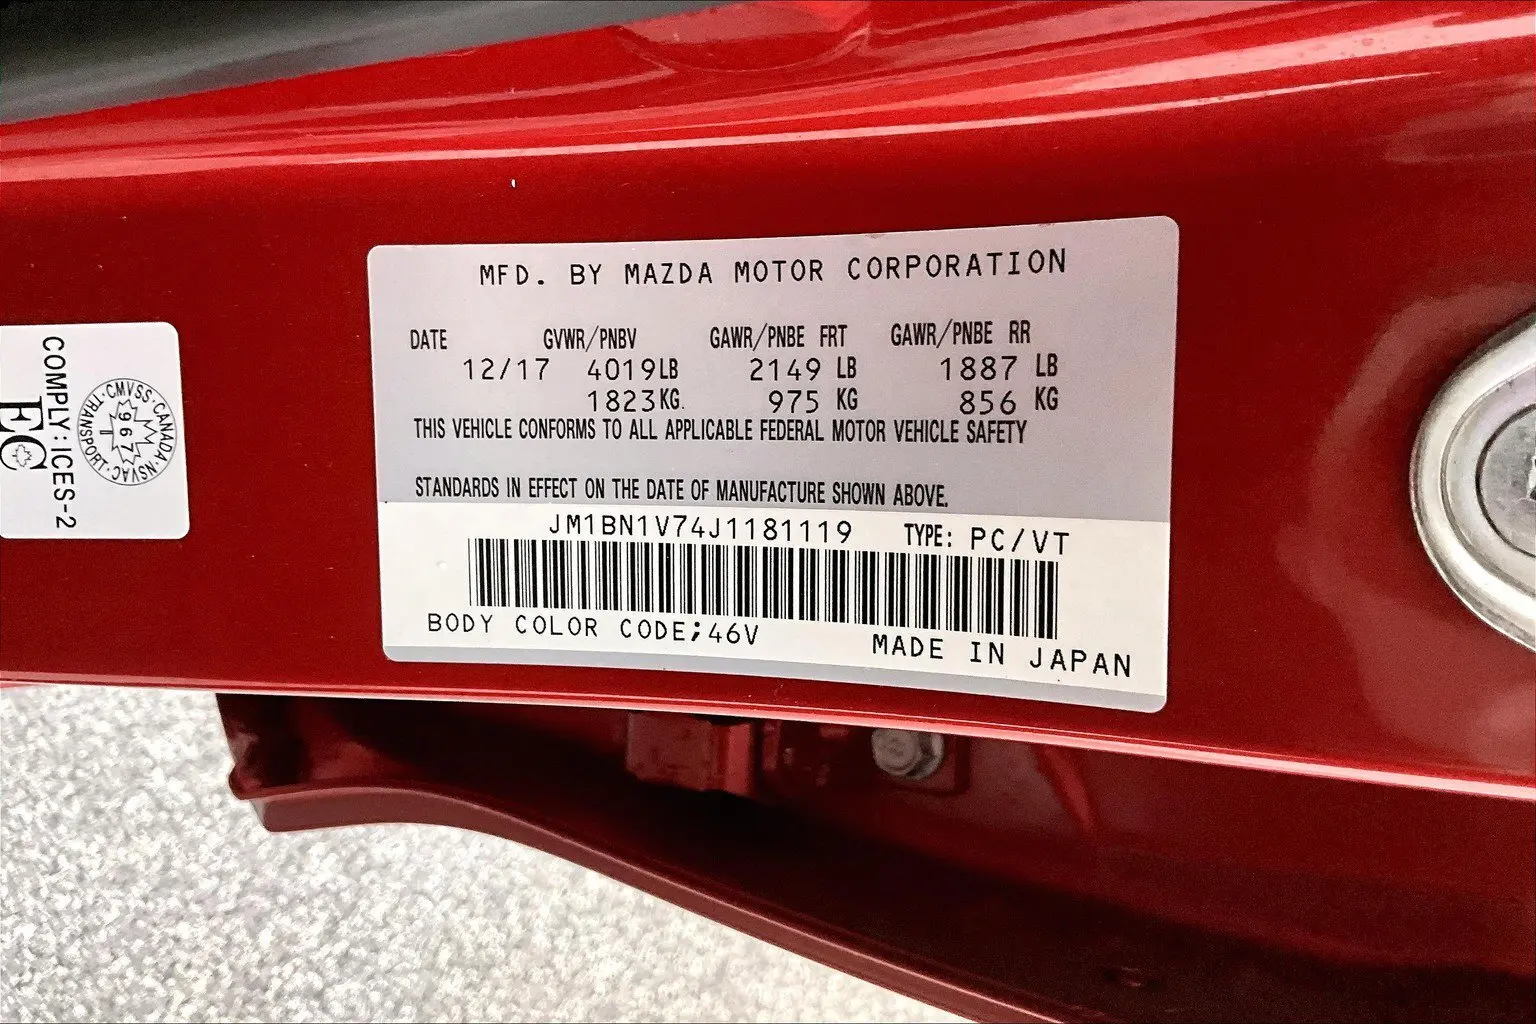 MFD. BY MAZDA MOTOR CORPORATION
DATE GVWR/PNBV GAWR/PNBE FRT GAWR/PNBE RR
12/17 4019LB 2149 LB 1887 LB
1823KG. 975 KG 856 KG
THIS VEHICLE CONFORMS TO ALL APPLICABLE FEDERAL MOTOR VEHICLE SAFETY
STANDARDS IN EFFECT ON THE DATE OF MANUFACTURE SHOWN ABOVE.
JM1BN1V74J1181119 TYPE: PC/VT
BODY COLOR CODE;46V
MADE IN JAPAN
COMPLY:ICES-2
CANADA·NSVAC·TRANSPORT·CMVSS·
967
EC